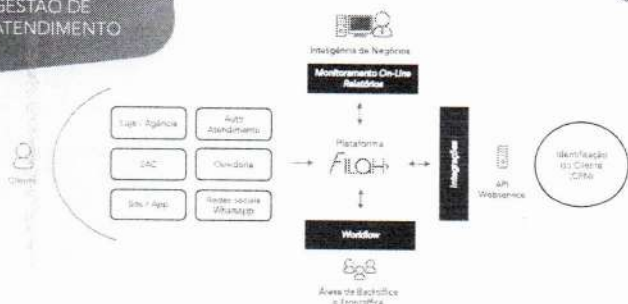 GESTÃO DE
ATENDIMENTO
Inteligência de Negócios
Monitoramento On-Line
Relatórios
Cliente
Loja / Agência
Auto
Atendimento
SAC
Ouvidoria
Site / App
Redes sociais
Whatsapp
Plataforma
FILAH
Integrações
API
Webservice
Identificação
do Cliente
(CRM)
Workflow
Áreas de Backoffice
e Frontoffice